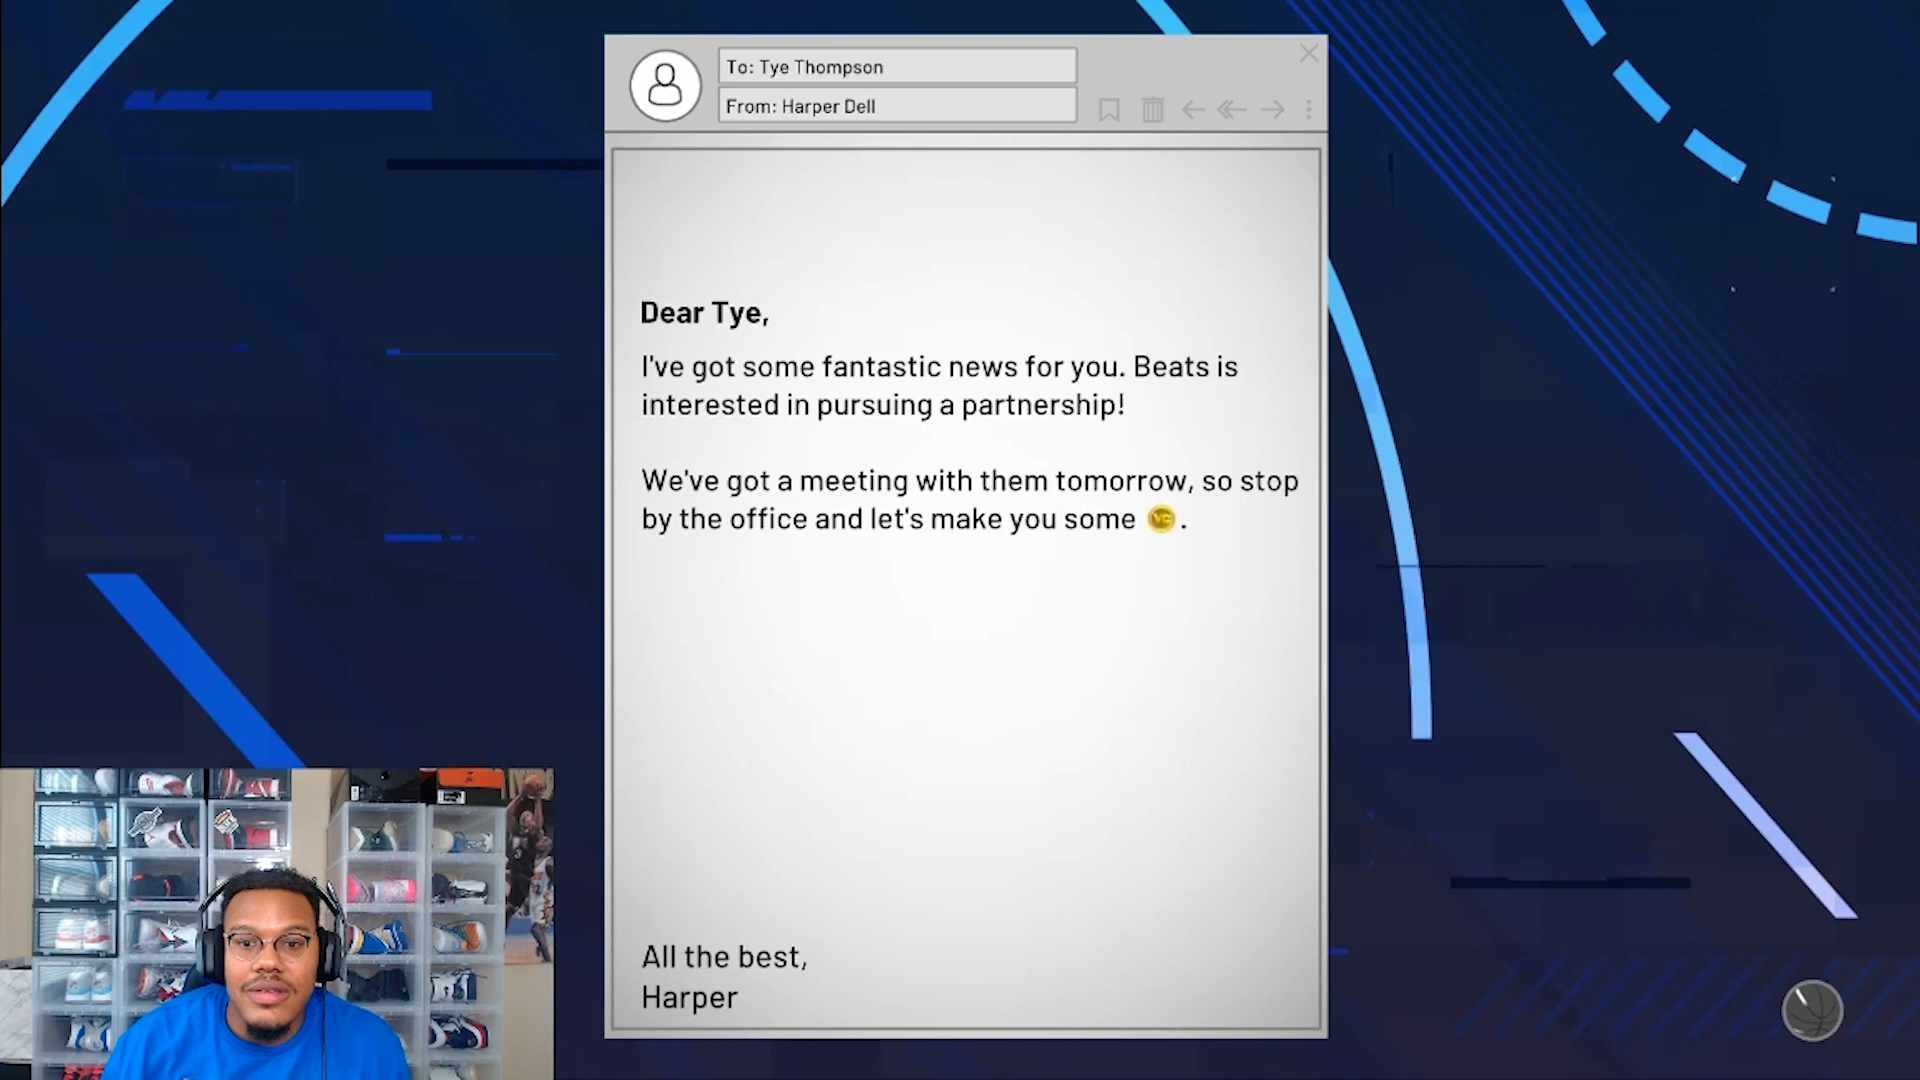 To: Tye Thompson
From: Harper Dell
Dear Tye,
I've got some fantastic news for you. Beats is
interested in pursuing a partnership!
We've got a meeting with them tomorrow, so stop
by the office and let's make you some VC.
All the best,
Harper